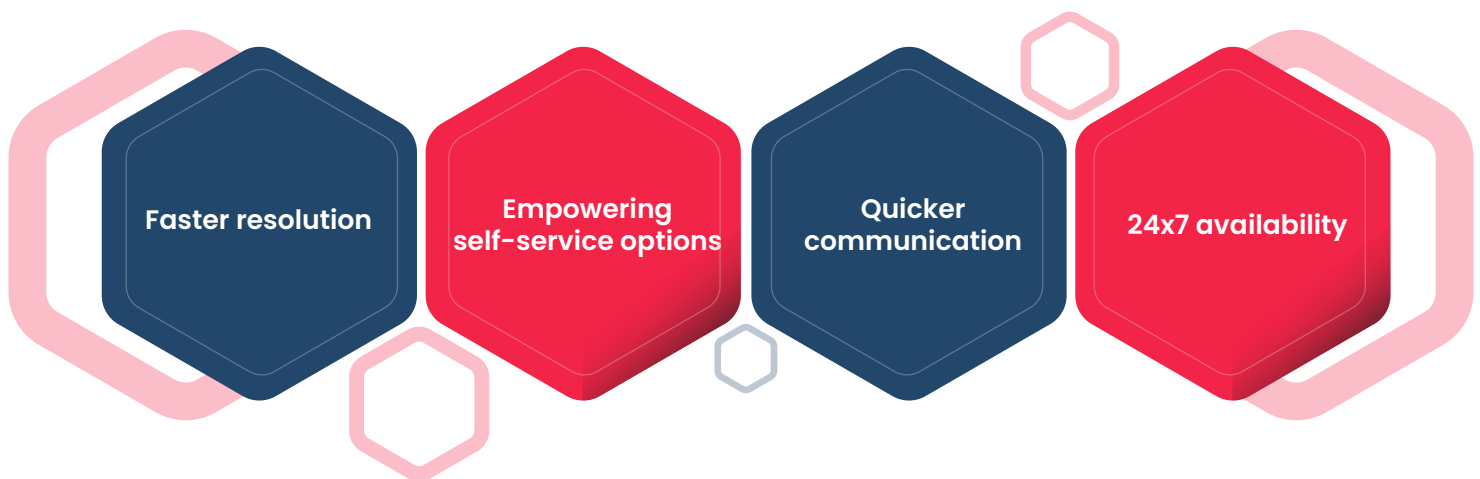 Faster resolution
Empowering
self-service options
Quicker
communication
24x7 availability